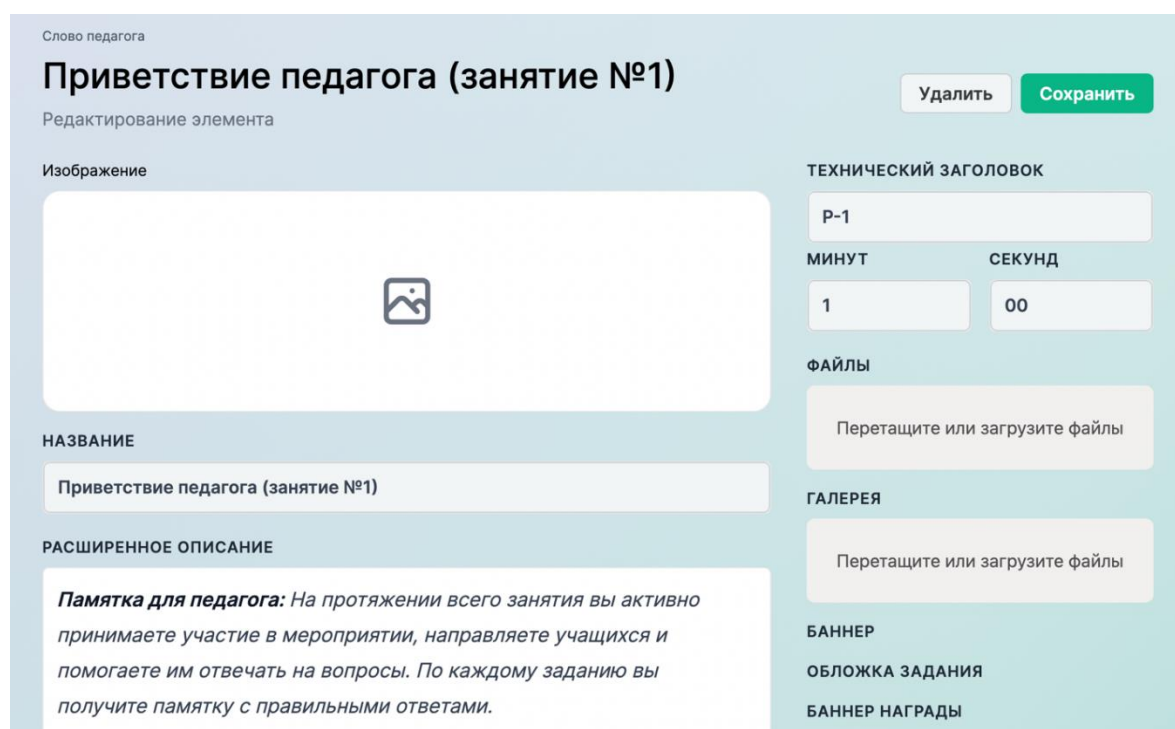 Слово педагога
Приветствие педагога (занятие №1)
Редактирование элемента
Удалить
Сохранить
Изображение
НАЗВАНИЕ
Приветствие педагога (занятие №1)
РАСШИРЕННОЕ ОПИСАНИЕ
Памятка для педагога: На протяжении всего занятия вы активно
принимаете участие в мероприятии, направляете учащихся и
помогаете им отвечать на вопросы. По каждому заданию вы
получите памятку с правильными ответами.
ТЕХНИЧЕСКИЙ ЗАГОЛОВОК
Р-1
МИНУТ СЕКУНД
1 00
ФАЙЛЫ
Перетащите или загрузите файлы
ГАЛЕРЕЯ
Перетащите или загрузите файлы
БАННЕР
ОБЛОЖКА ЗАДАНИЯ
БАННЕР НАГРАДЫ